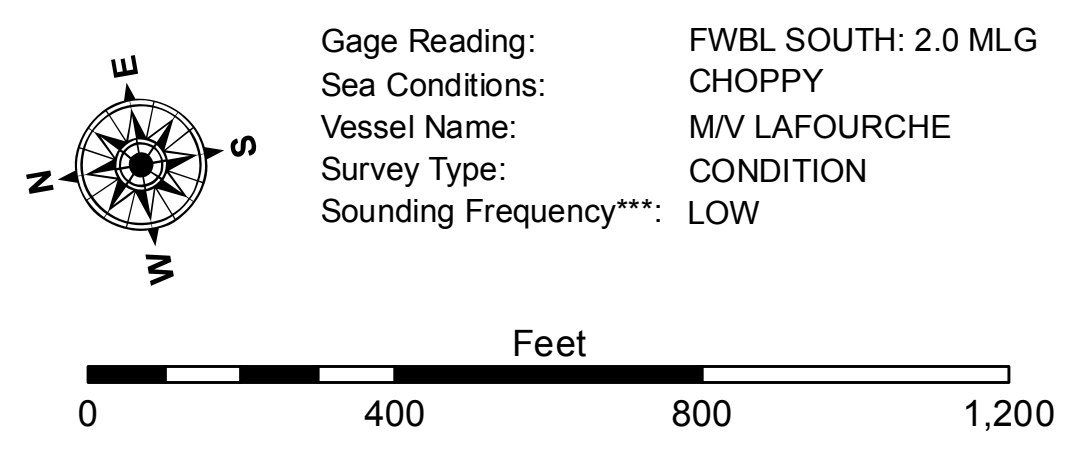 E
N
S
W
Gage Reading: FWBL SOUTH: 2.0 MLG
Sea Conditions: CHOPPY
Vessel Name: M/V LAFOURCHE
Survey Type: CONDITION
Sounding Frequency***: LOW
Feet
0 400 800 1,200